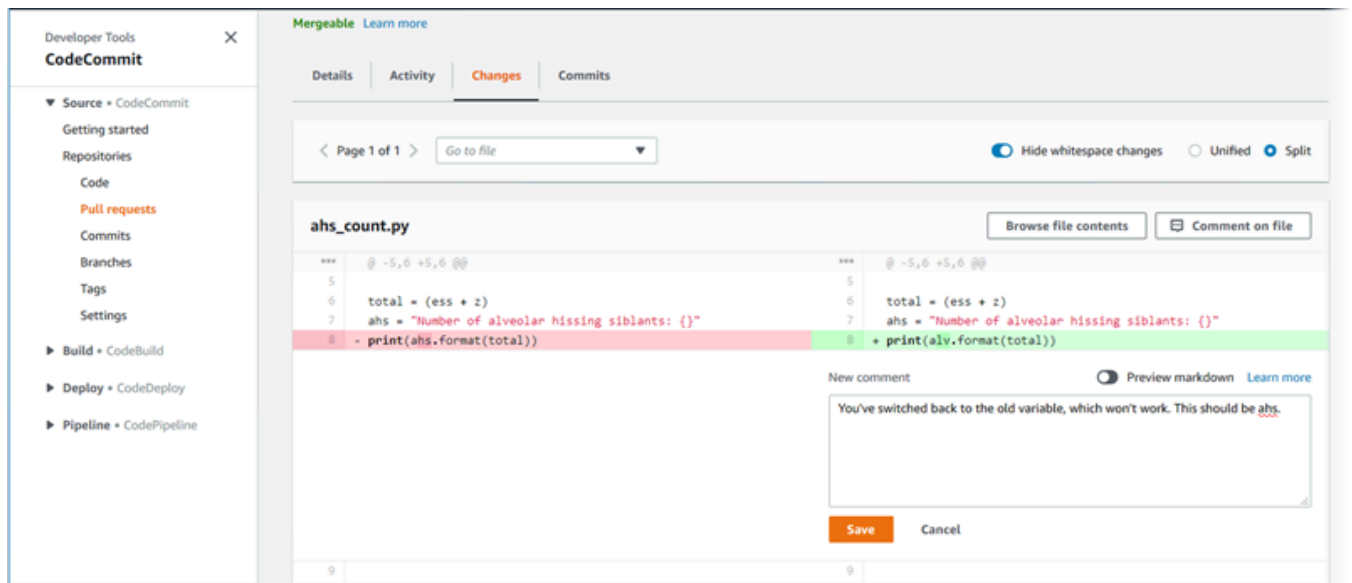 Mergeable Learn more
Developer Tools
CodeCommit
Details Activity Changes Commits
Source • CodeCommit
Getting started
Repositories
Code
Pull requests
Commits
Branches
Tags
Settings
Build • CodeBuild
Deploy • CodeDeploy
Pipeline • CodePipeline
Page 1 of 1 Go to file Hide whitespace changes Unified Split
ahs_count.py Browse file contents Comment on file
*** @ -5,6 +5,6 @@
5
6 total = (ess + z)
7 ahs = "Number of alveolar hissing siblants: {}"
8 - print(ahs.format(total))
9
*** @ -5,6 +5,6 @@
5
6 total = (ess + z)
7 ahs = "Number of alveolar hissing siblants: {}"
8 + print(alv.format(total))
New comment Preview markdown Learn more
You've switched back to the old variable, which won't work. This should be ahs.
Save Cancel
9